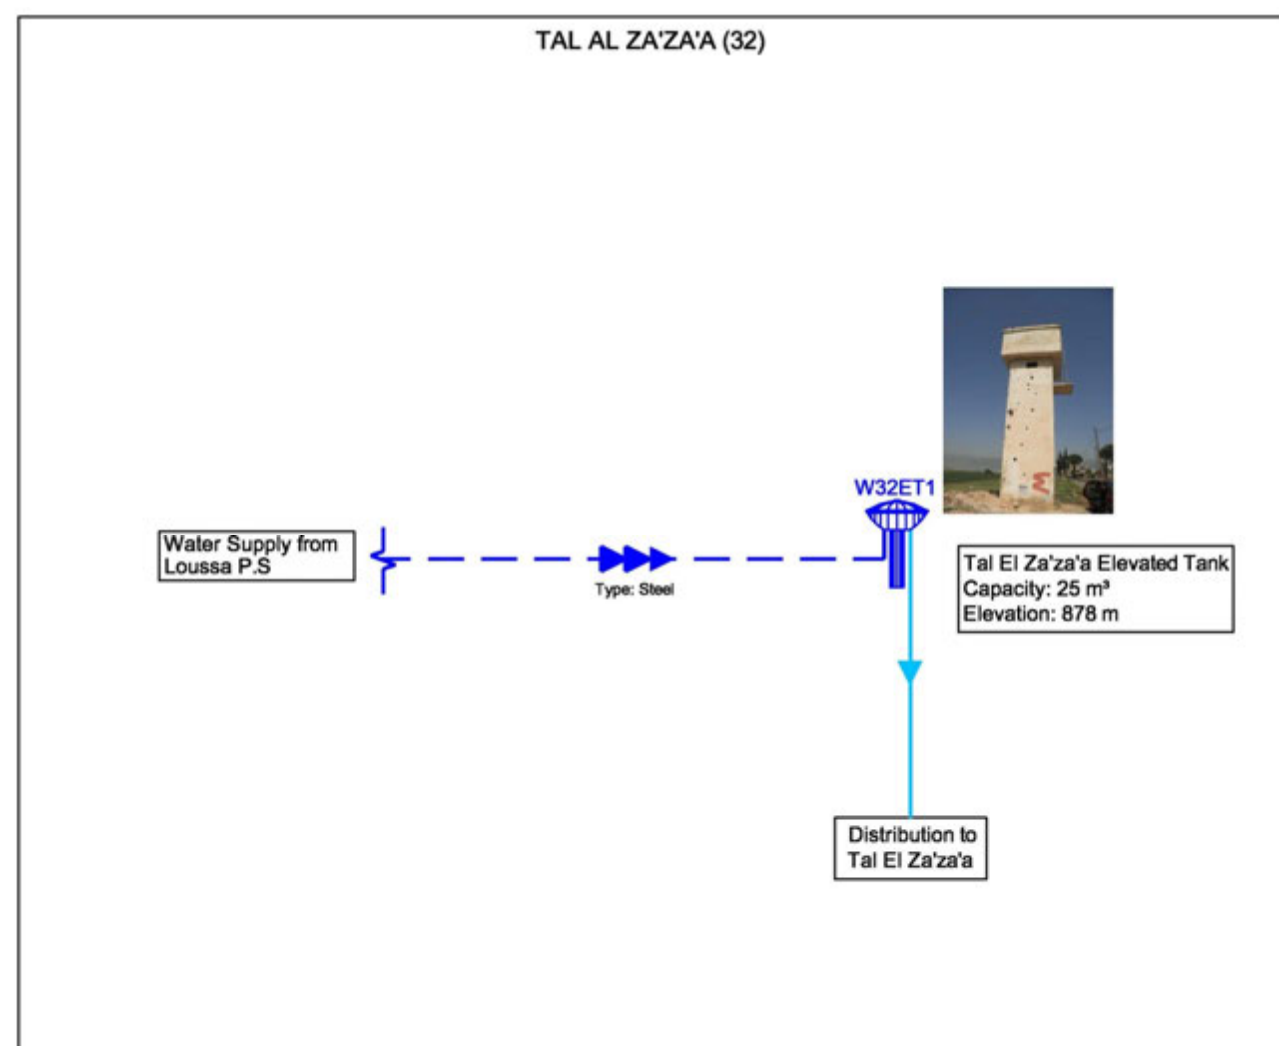 TAL AL ZA'ZA'A (32)
W32ET1
Water Supply from
Loussa P.S
Type: Steel
Tal El Za'za'a Elevated Tank
Capacity: 25 m³
Elevation: 878 m
Distribution to
Tal El Za'za'a